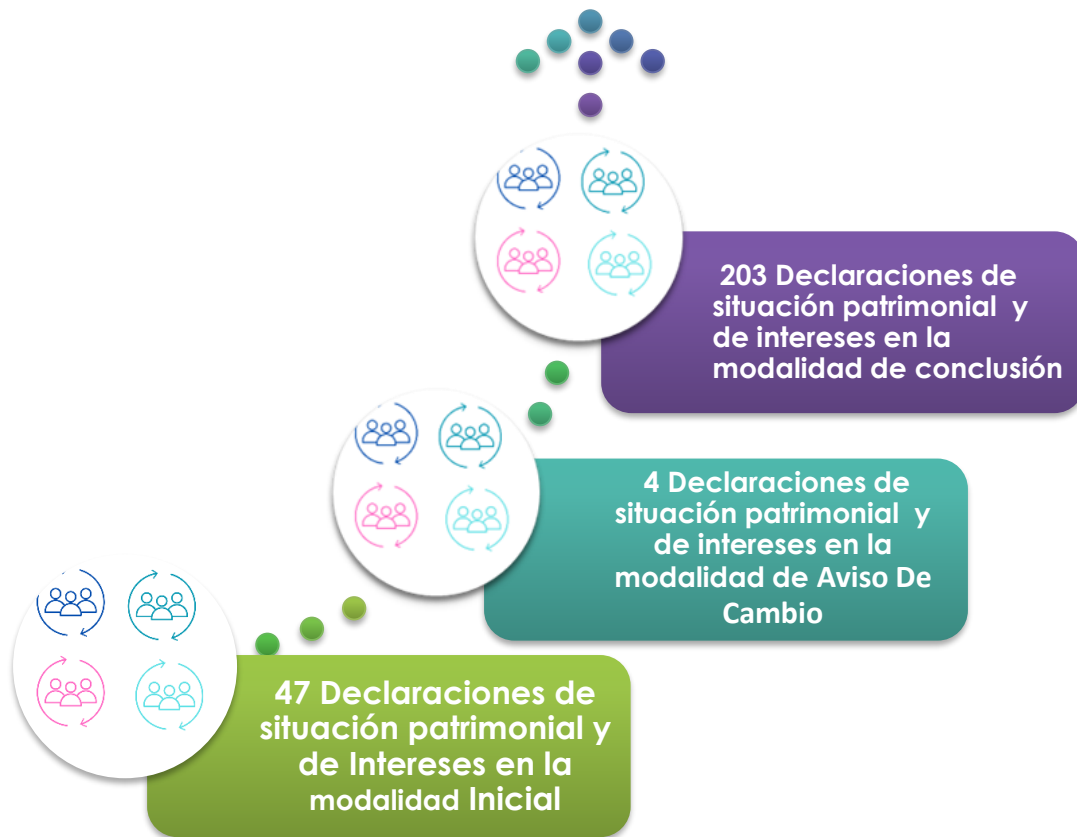 203 Declaraciones de
situación patrimonial y
de intereses en la
modalidad de conclusión
4 Declaraciones de
situación patrimonial y
de intereses en la
modalidad de Aviso De
Cambio
47 Declaraciones de
situación patrimonial y
de Intereses en la
modalidad Inicial